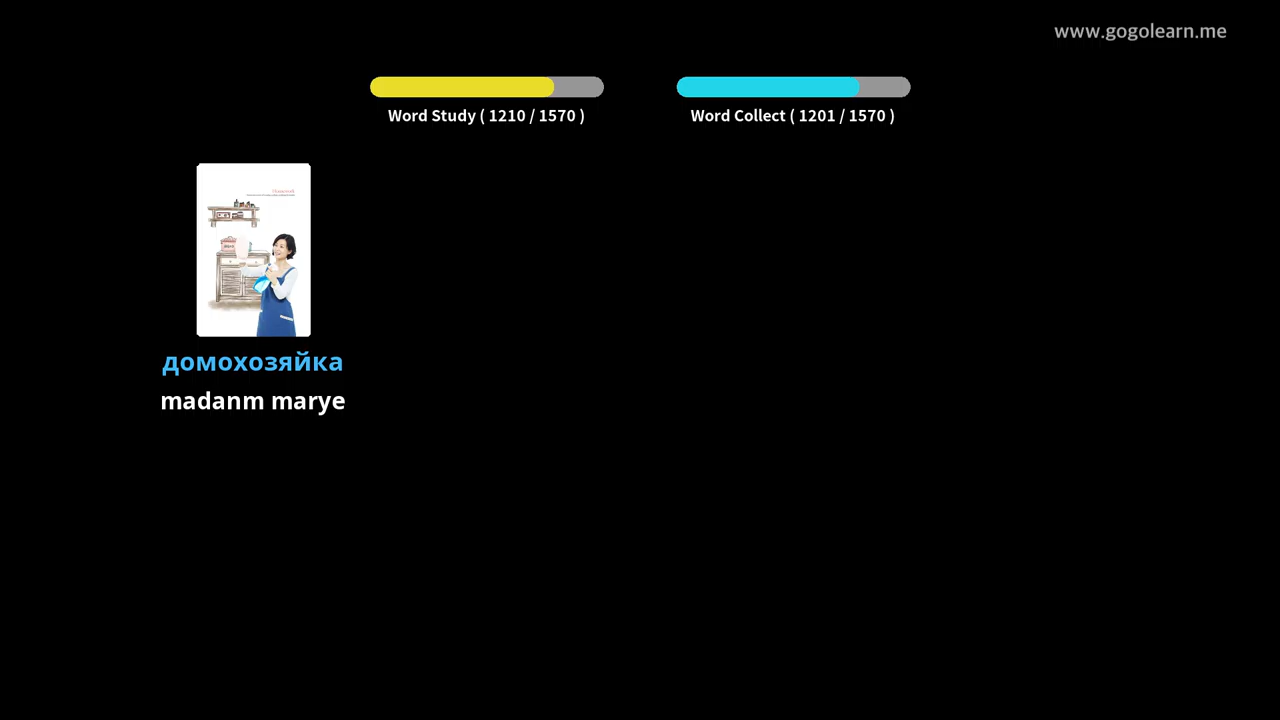 www.gogolearn.me
Word Study ( 1210 / 1570 )
Word Collect ( 1201 / 1570 )
домохозяйка
madanm marye